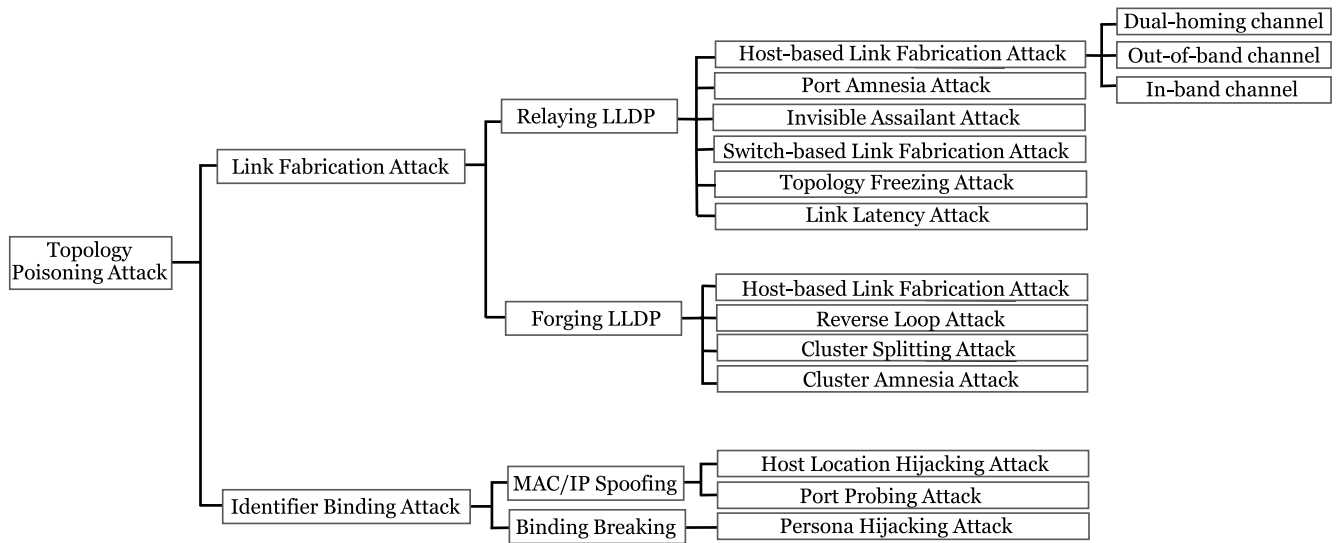 Topology
Poisoning Attack
Link Fabrication Attack
Relaying LLDP
Host-based Link Fabrication Attack
Dual-homing channel
Out-of-band channel
In-band channel
Port Amnesia Attack
Invisible Assailant Attack
Switch-based Link Fabrication Attack
Topology Freezing Attack
Link Latency Attack
Forging LLDP
Host-based Link Fabrication Attack
Reverse Loop Attack
Cluster Splitting Attack
Cluster Amnesia Attack
Identifier Binding Attack
MAC/IP Spoofing
Host Location Hijacking Attack
Port Probing Attack
Binding Breaking
Persona Hijacking Attack